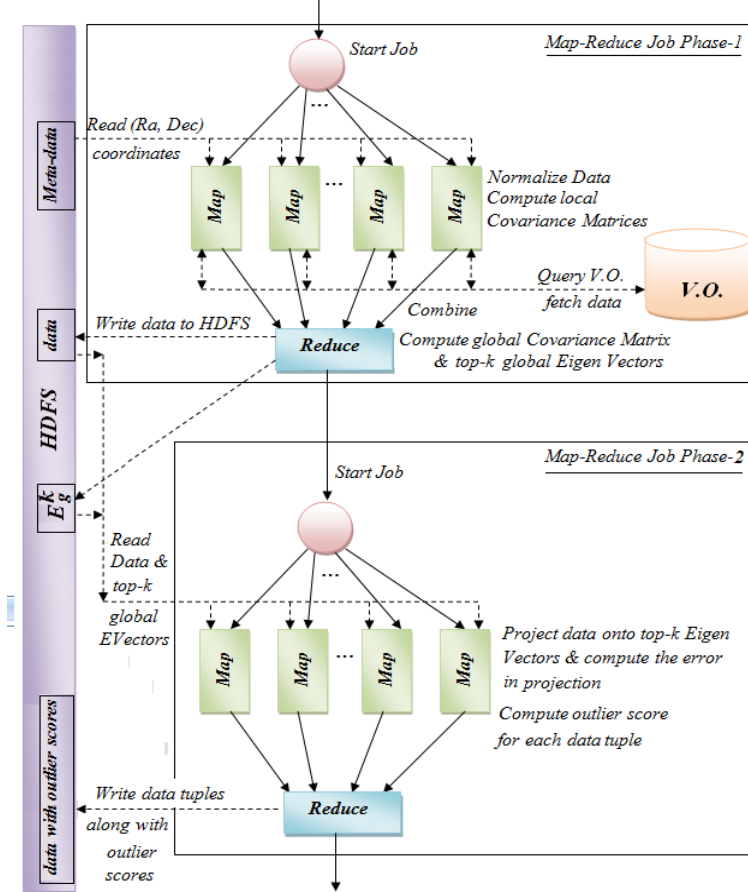 Start Job
Map-Reduce Job Phase-1
...
Read (Ra, Dec)
coordinates
Meta-data
Map
Map
...
Map
Map
Normalize Data
Compute local
Covariance Matrices
Query V.O.
fetch data
V.O.
Combine
Write data to HDFS
data
Reduce
Compute global Covariance Matrix
& top-k global Eigen Vectors
HDFS
Map-Reduce Job Phase-2
Start Job
E k g
Read
Data &
top-k
global
EVectors
...
Map
Map
...
Map
Map
Project data onto top-k Eigen
Vectors & compute the error
in projection
Compute outlier score
for each data tuple
data with outlier scores
Write data tuples
along with
outlier
scores
Reduce